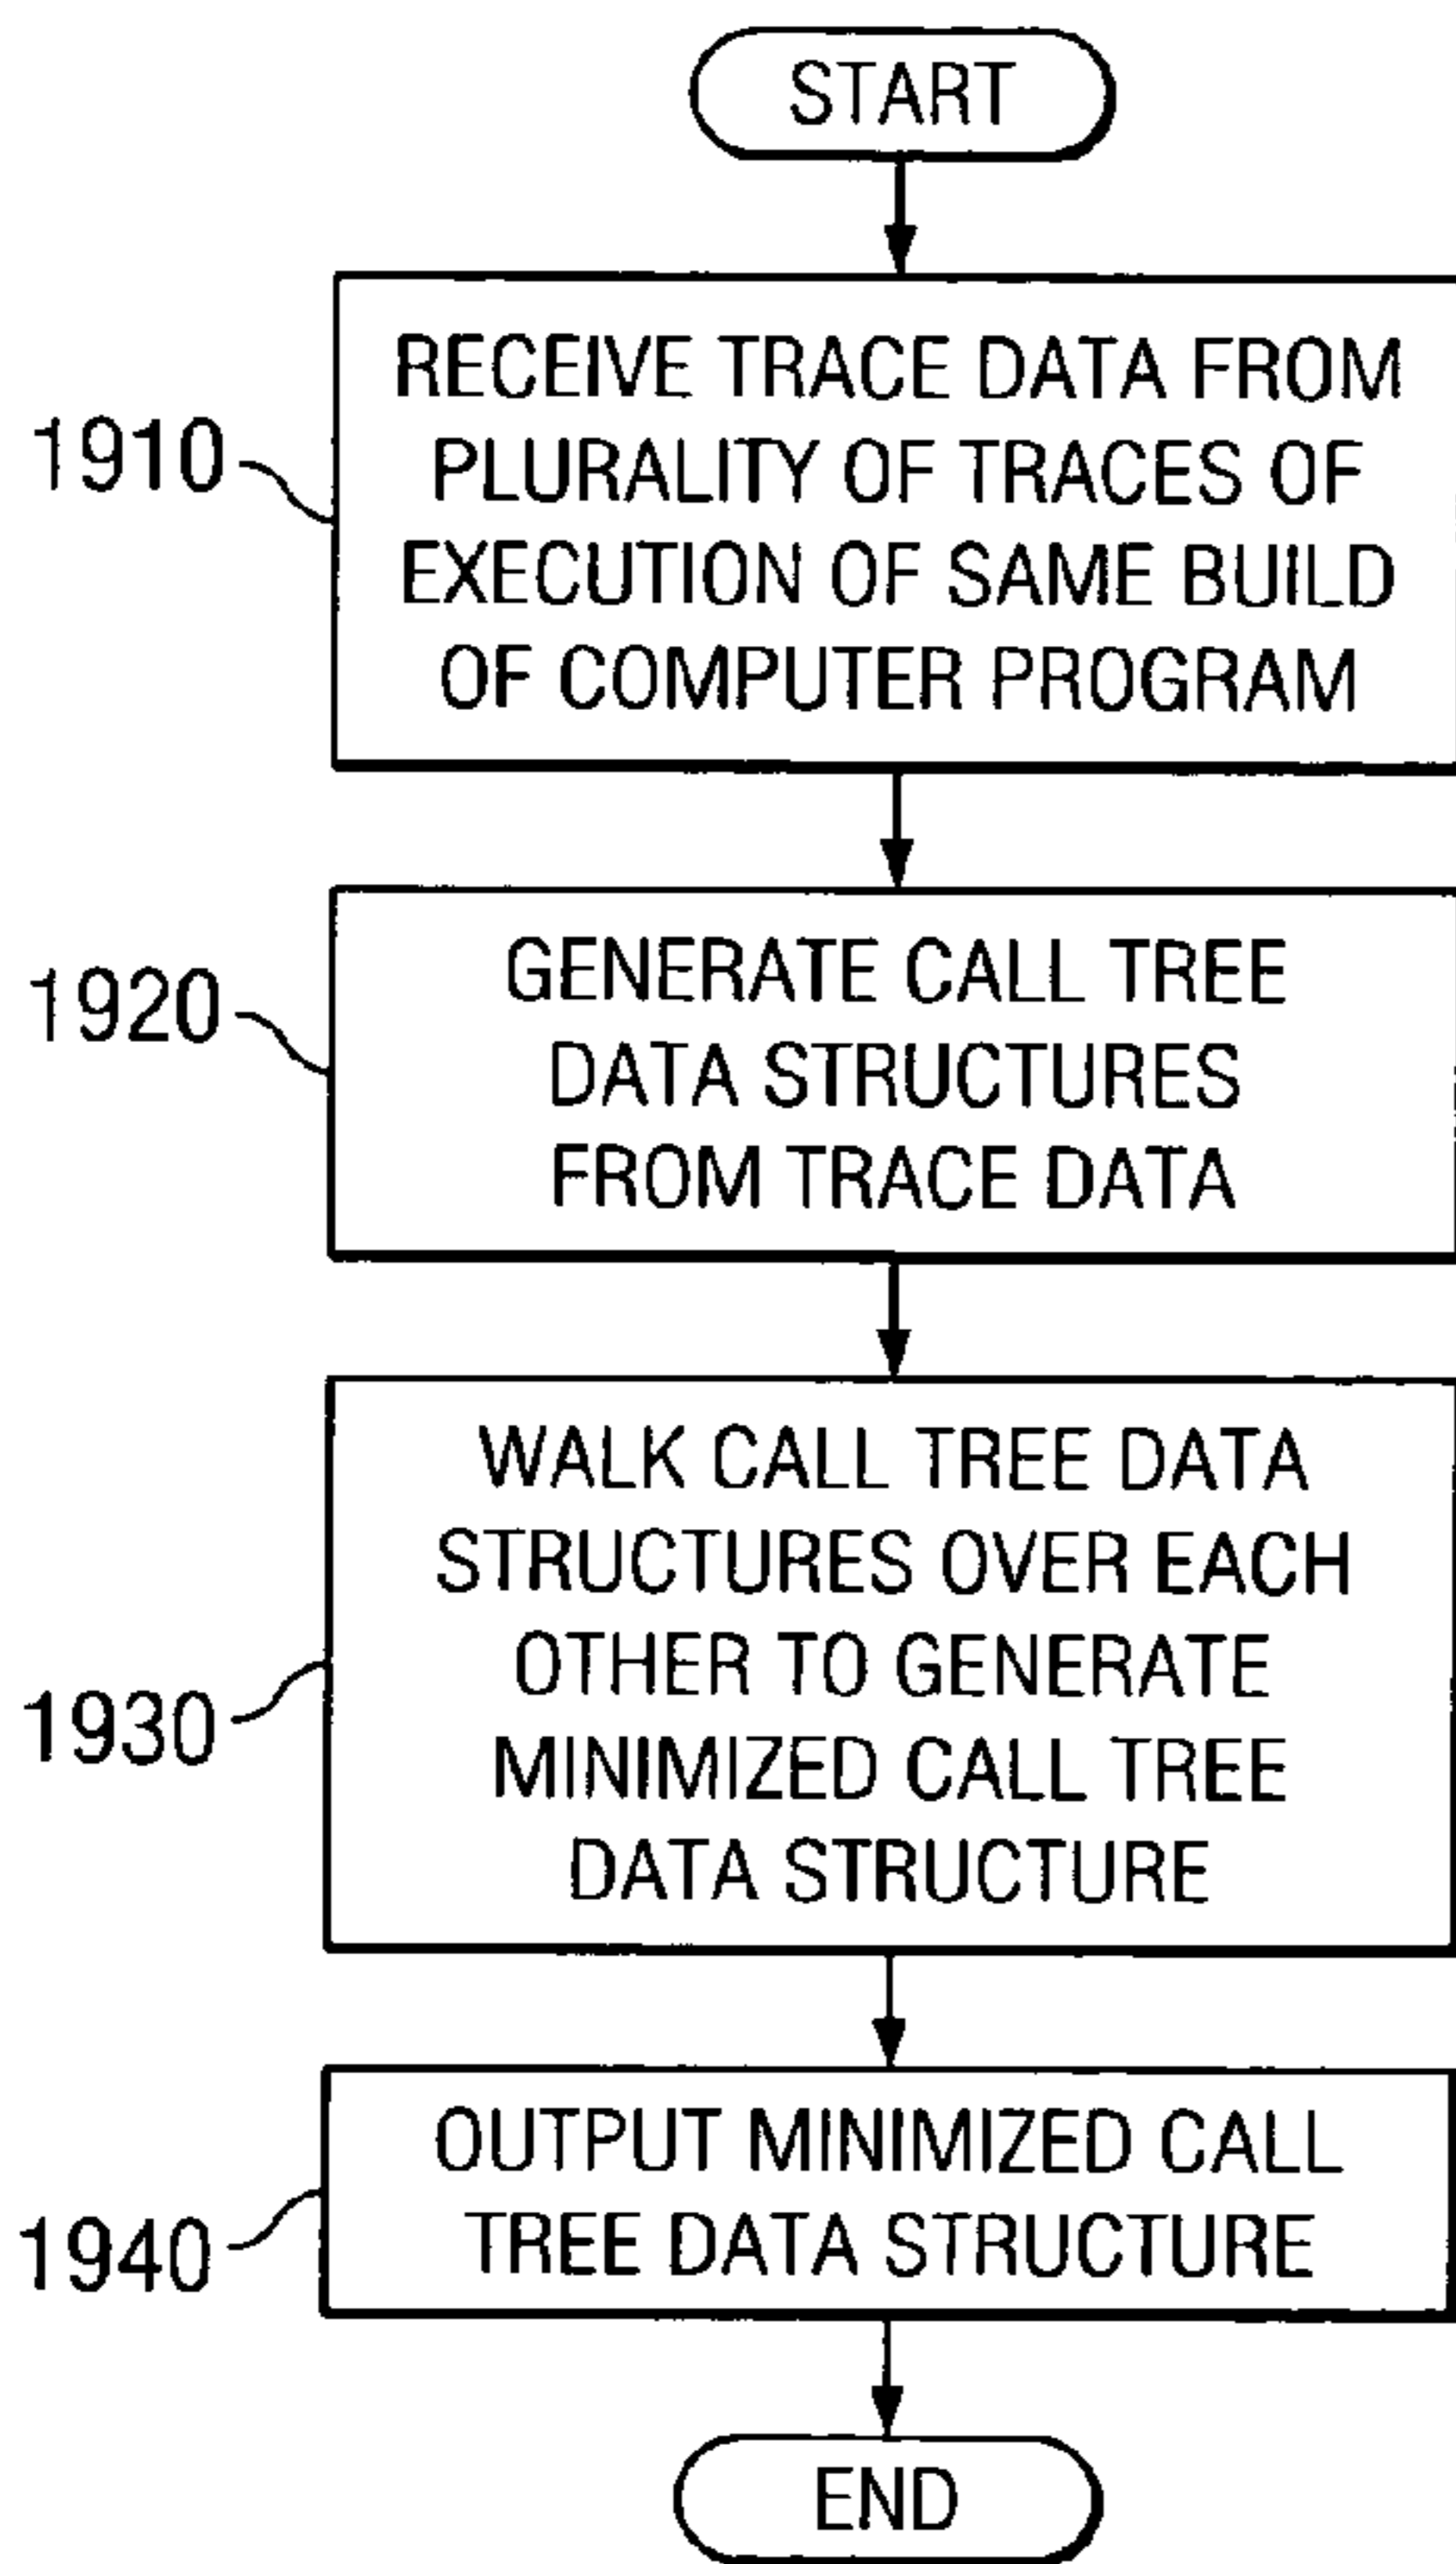 START
1910
RECEIVE TRACE DATA FROM
PLURALITY OF TRACES OF
EXECUTION OF SAME BUILD
OF COMPUTER PROGRAM
1920
GENERATE CALL TREE
DATA STRUCTURES
FROM TRACE DATA
1930
WALK CALL TREE DATA
STRUCTURES OVER EACH
OTHER TO GENERATE
MINIMIZED CALL TREE
DATA STRUCTURE
1940
OUTPUT MINIMIZED CALL
TREE DATA STRUCTURE
END